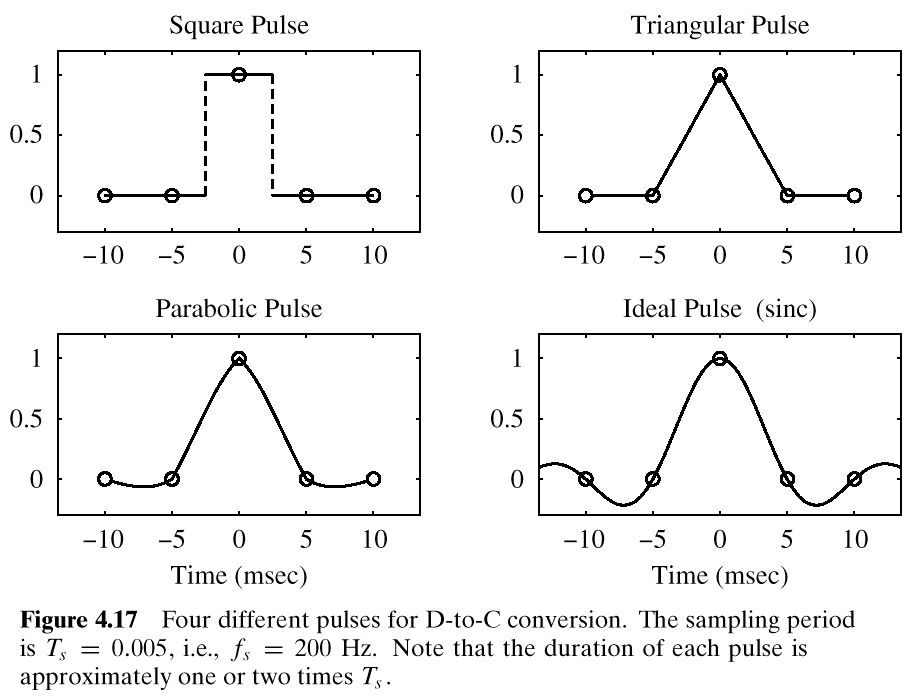 Square Pulse
1
0.5
0
−10 −5 0 5 10
Triangular Pulse
1
0.5
0
−10 −5 0 5 10
Parabolic Pulse
1
0.5
0
−10 −5 0 5 10
Time (msec)
Ideal Pulse (sinc)
1
0.5
0
−10 −5 0 5 10
Time (msec)
Figure 4.17 Four different pulses for D-to-C conversion. The sampling period
is Ts = 0.005, i.e., fs = 200 Hz. Note that the duration of each pulse is
approximately one or two times Ts.